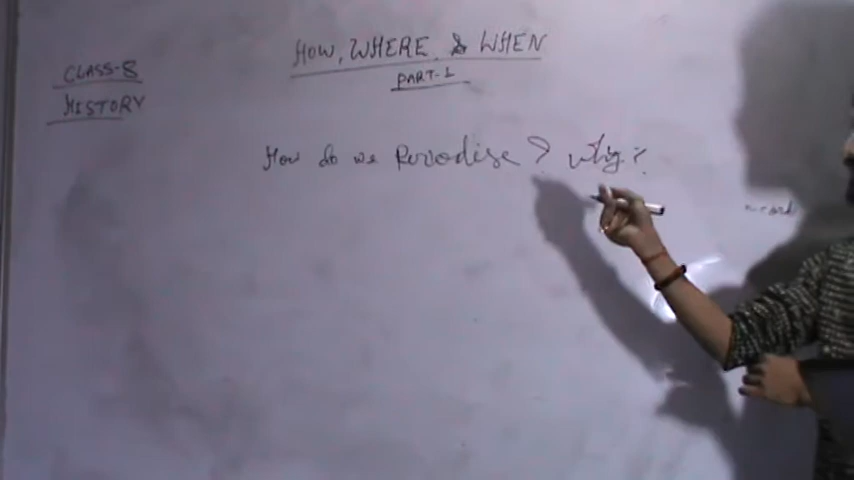 CLASS-8
HISTORY
HOW, WHERE & WHEN
PART-1
How do we Periodise? Why?